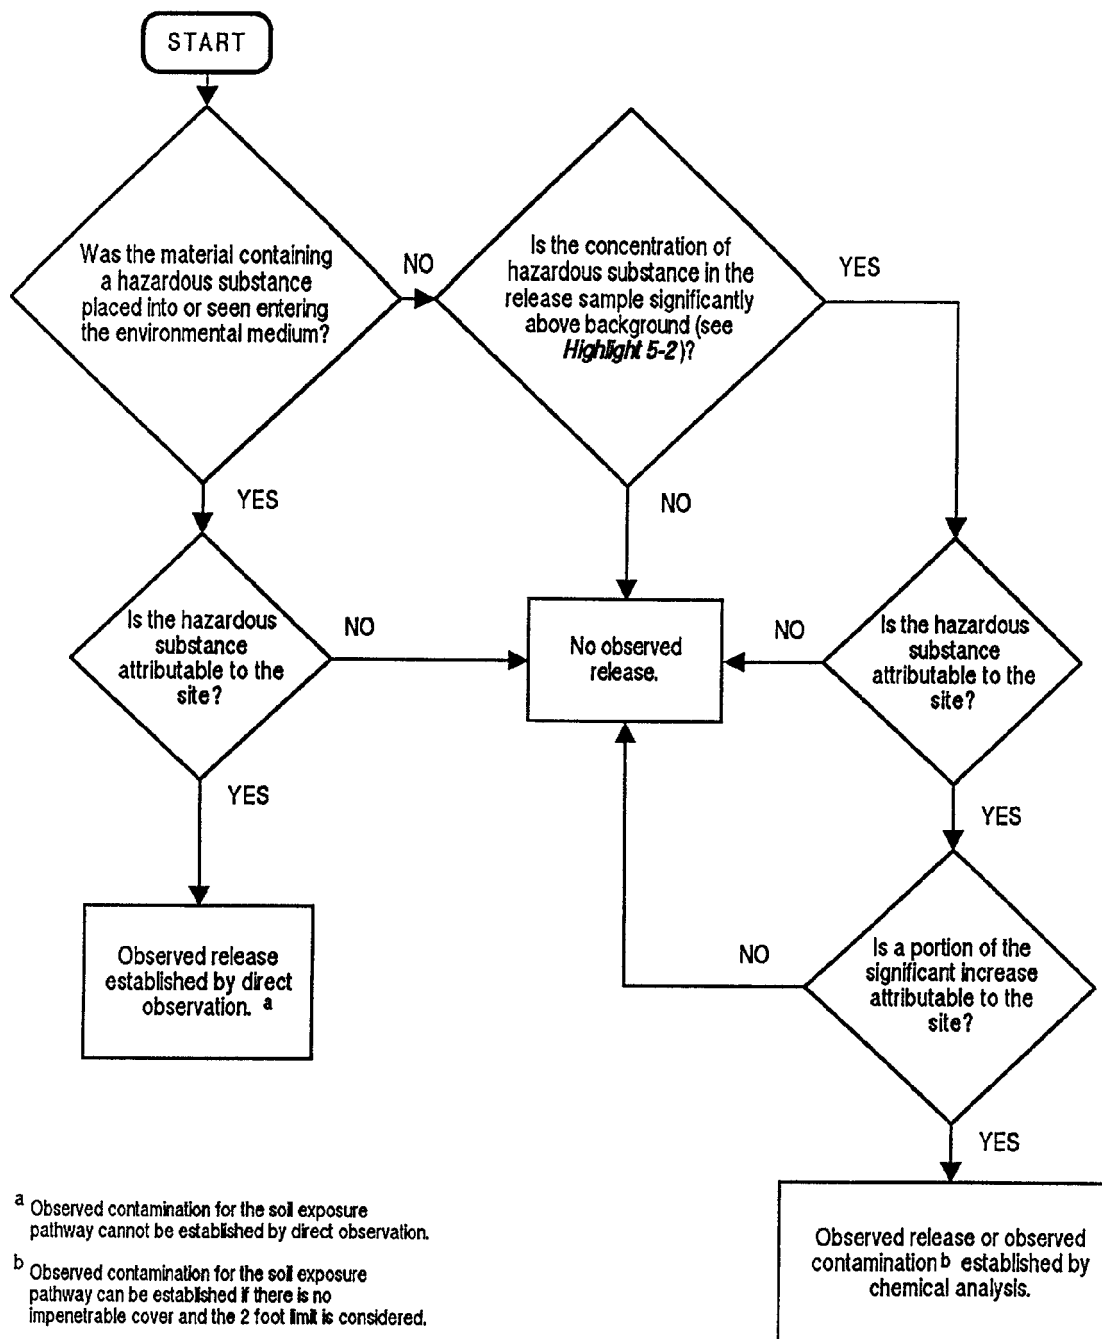 START
Was the material containing
a hazardous substance
placed into or seen entering
the environmental medium?
NO
Is the concentration of
hazardous substance in the
release sample significantly
above background (see
Highlight 5-2)?
YES
YES
NO
Is the hazardous
substance
attributable to the
site?
NO
No observed
release.
NO
Is the hazardous
substance
attributable to the
site?
YES
YES
Observed release
established by direct
observation. a
NO
Is a portion of the
significant increase
attributable to the
site?
YES
Observed release or observed
contamination b established by
chemical analysis.
a Observed contamination for the soil exposure
pathway cannot be established by direct observation.
b Observed contamination for the soil exposure
pathway can be established if there is no
impenetrable cover and the 2 foot limit is considered.